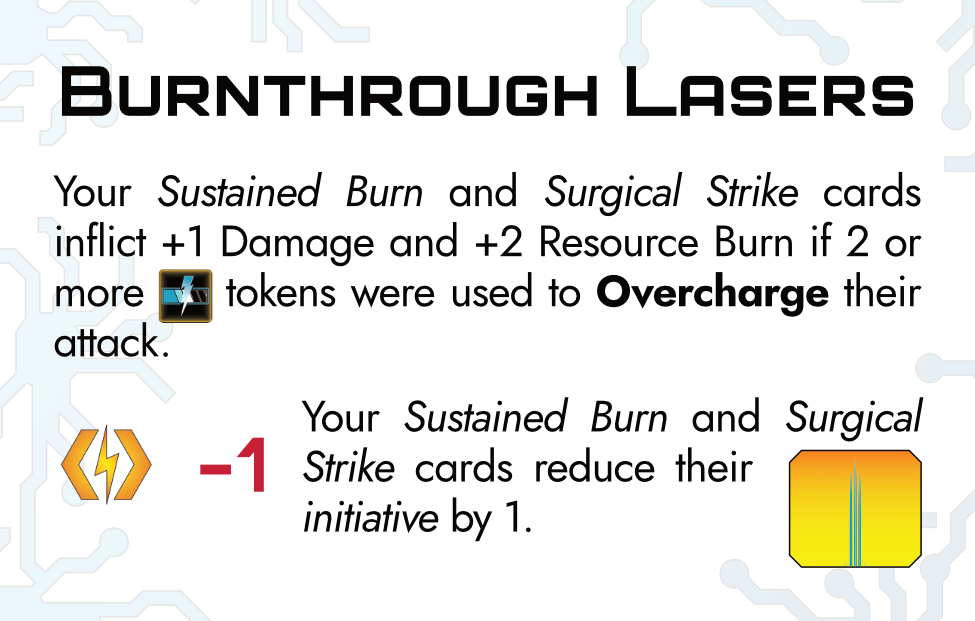 BURNTHROUGH LASERS
Your Sustained Burn and Surgical Strike cards
inflict +1 Damage and +2 Resource Burn if 2 or
more tokens were used to Overcharge their
attack.
Your Sustained Burn and Surgical
Strike cards reduce their
initiative by 1.
-1